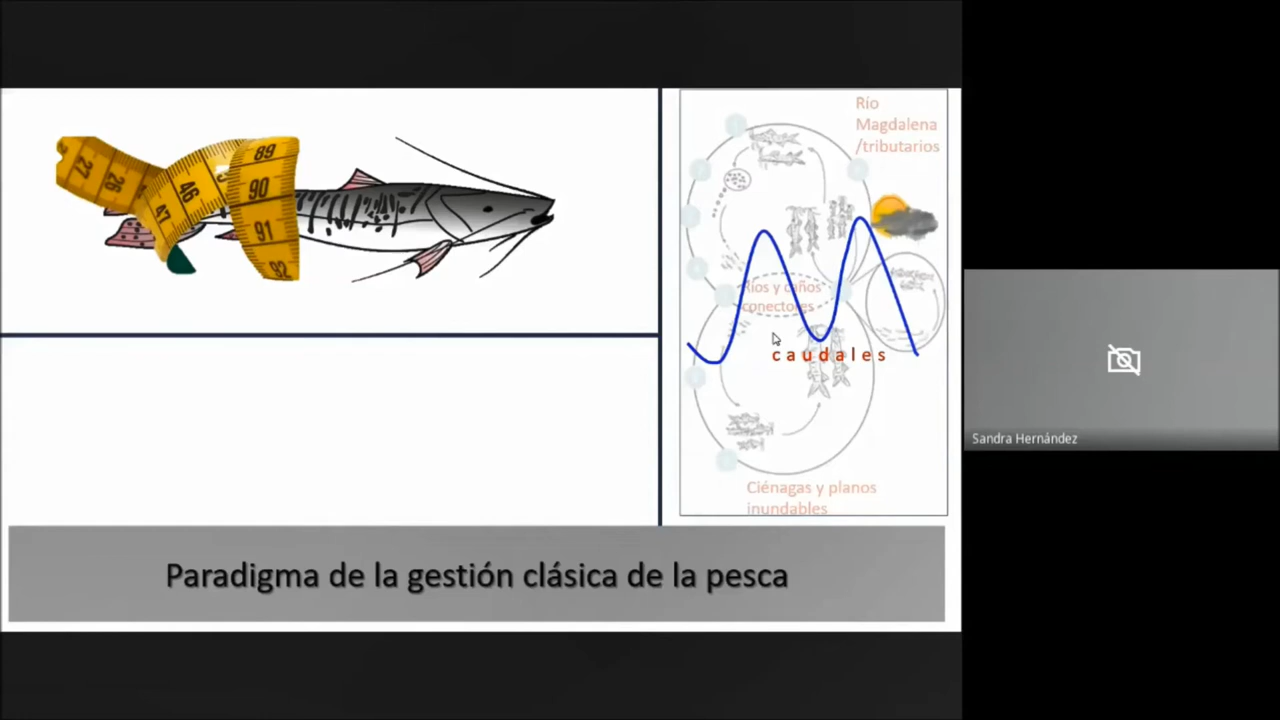 27
26
46
47
89
90
91
92
Río
Magdalena
/tributarios
Ríos y caños
conectores
caudales
Ciénagas y planos
inundables
Paradigma de la gestión clásica de la pesca
Sandra Hernández